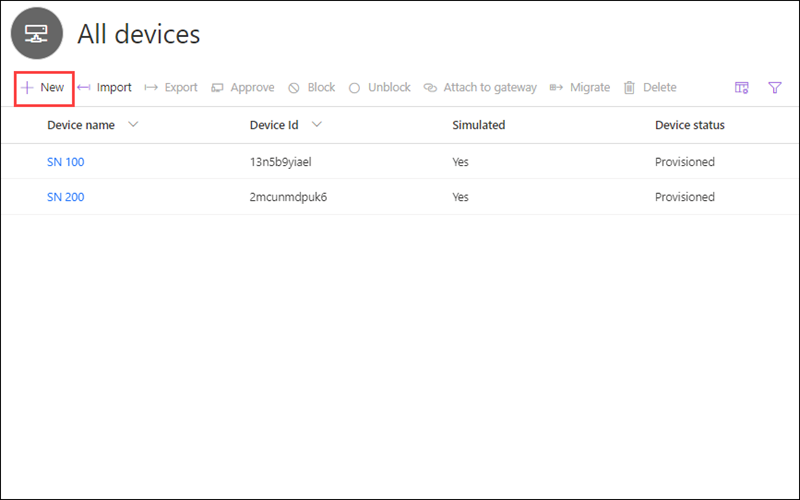 All devices
New Import Export Approve Block Unblock Attach to gateway Migrate Delete
Device name Device Id Simulated Device status
SN 100 13n5b9yiael Yes Provisioned
SN 200 2mcunmdpuk6 Yes Provisioned